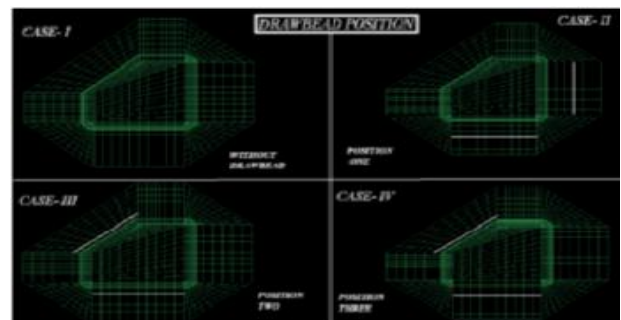 DRAWBEAD POSITION
CASE- I
CASE- II
WITHOUT
DRAWBEAD
POSITION
ONE
CASE-III
CASE-IV
POSITION
TWO
POSITION
THREE